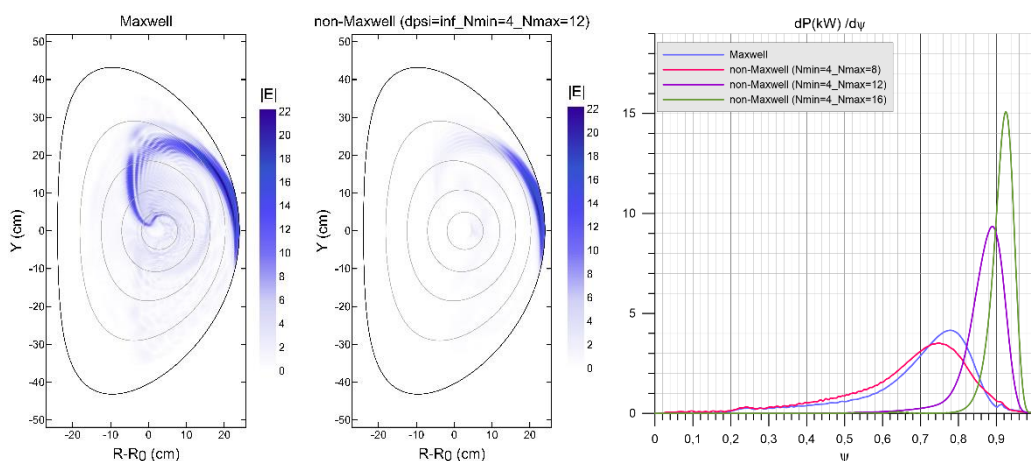 Maxwell
50
40
30
20
10
0
-10
-20
-30
-40
-50
Y (cm)
-20 -10 0 10 20
R-R0 (cm)
|E|
22
20
18
16
14
12
10
8
6
4
2
0
non-Maxwell (dpsi=inf_Nmin=4_Nmax=12)
50
40
30
20
10
0
-10
-20
-30
-40
-50
Y (cm)
-20 -10 0 10 20
R-R0 (cm)
|E|
22
20
18
16
14
12
10
8
6
4
2
0
dP(kW) /dψ
Maxwell
non-Maxwell (Nmin=4_Nmax=8)
non-Maxwell (Nmin=4_Nmax=12)
non-Maxwell (Nmin=4_Nmax=16)
15
10
5
0
0 0,1 0,2 0,3 0,4 0,5 0,6 0,7 0,8 0,9
ψ